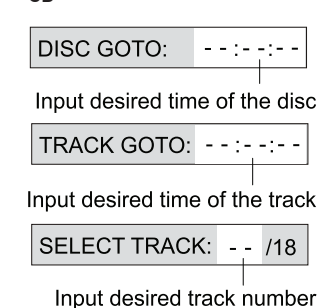 DISC GOTO: - - : - - : - -
Input desired time of the disc
TRACK GOTO: - - : - - : - -
Input desired time of the track
SELECT TRACK: - - /18
Input desired track number